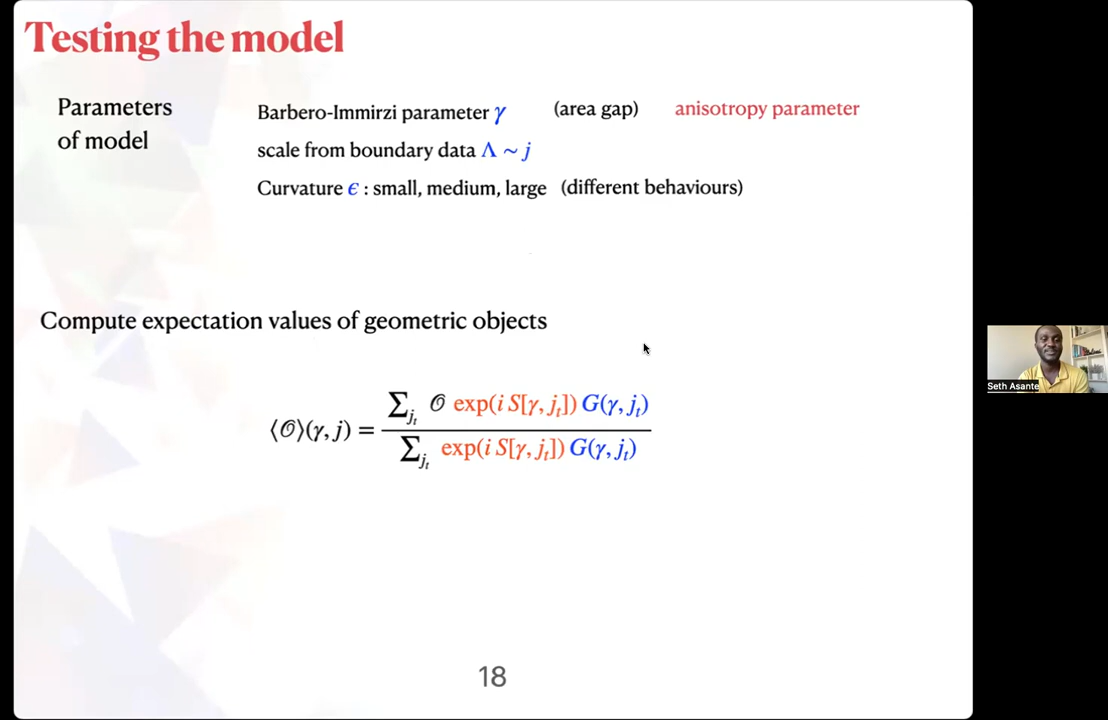 Testing the model
Parameters of model
Barbero-Immirzi parameter γ (area gap) anisotropy parameter
scale from boundary data Λ ~ j
Curvature ϵ : small, medium, large (different behaviours)
Compute expectation values of geometric objects
⟨𝒪⟩(γ, j) = \frac{∑_{j_t} 𝒪 exp(i S[γ, j_t]) G(γ, j_t)}{∑_{j_t} exp(i S[γ, j_t]) G(γ, j_t)}
Seth Asante
18